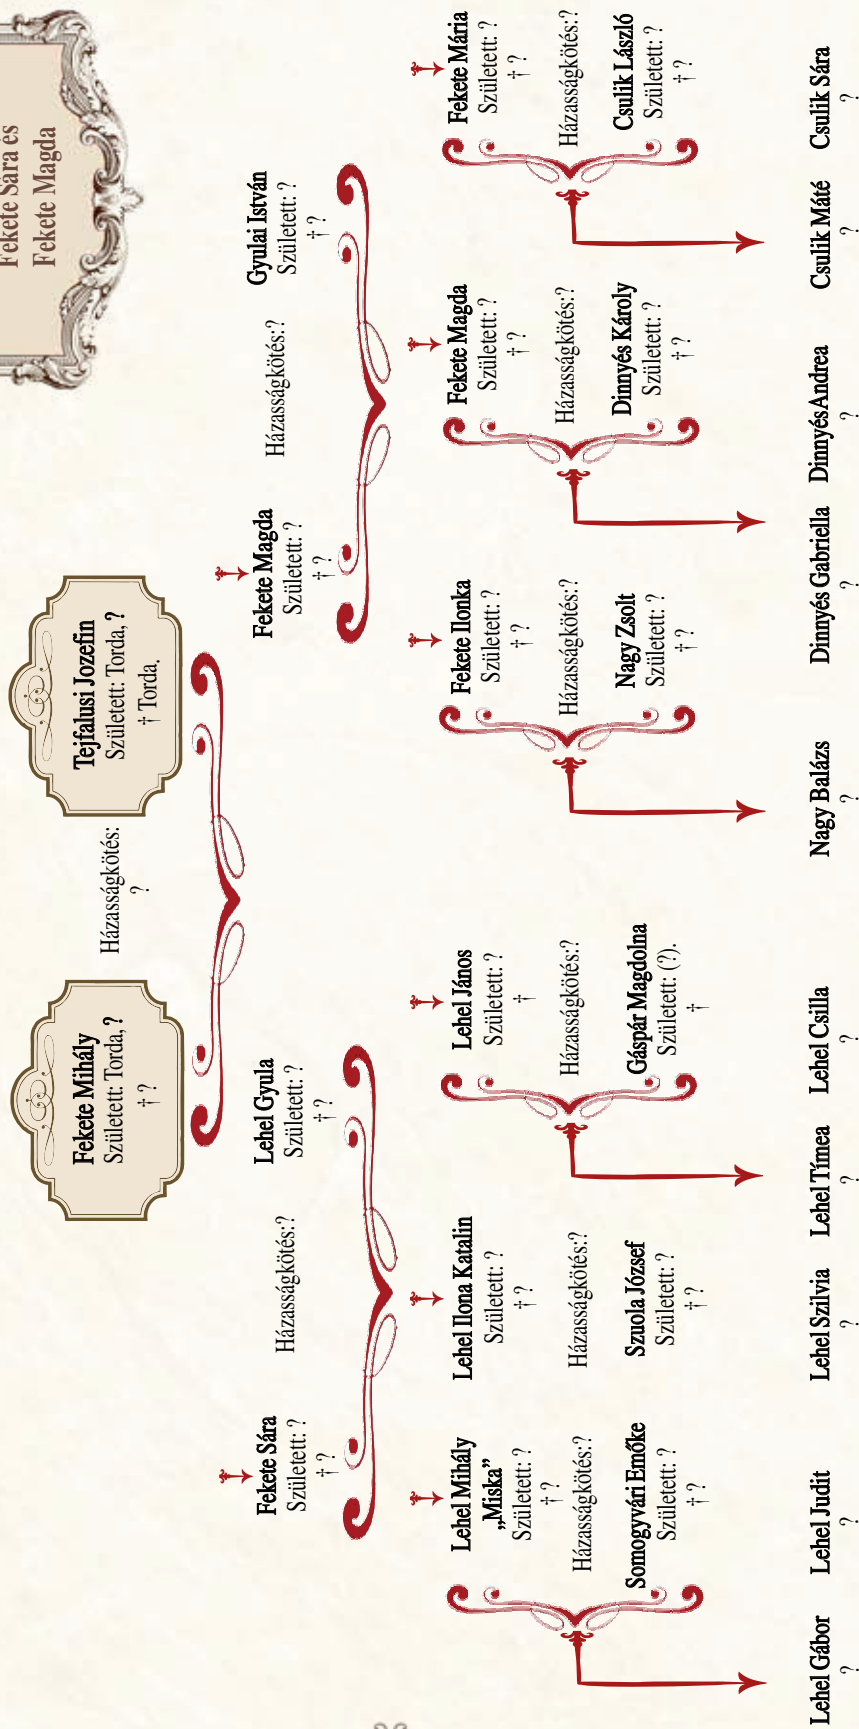 Fekete Sára és
Fekete Magda
Fekete Mihály
Született: Torda, ?
† ?
Házasságkötés:
?
Tejfalusi Jozefin
Született: Torda, ?
† Torda.
Fekete Sára
Született: ?
† ?
Házasságkötés:?
Lehel Gyula
Született: ?
† ?
Fekete Magda
Született: ?
† ?
Házasságkötés:?
Gyulai István
Született: ?
† ?
Lehel Mihály
„Miska”
Született: ?
† ?
Házasságkötés:?
Somogyvári Emőke
Született: ?
† ?
Lehel Ilona Katalin
Született: ?
† ?
Házasságkötés:?
Szuola József
Született: ?
† ?
Lehel János
Született: ?
†
Házasságkötés:?
Gáspár Magdolna
Született: (?).
†
Fekete Ilonka
Született: ?
† ?
Házasságkötés:?
Nagy Zsolt
Született: ?
† ?
Fekete Magda
Született: ?
† ?
Házasságkötés:?
Dinnyés Károly
Született: ?
† ?
Fekete Mária
Született: ?
† ?
Házasságkötés:?
Csulik László
Született: ?
† ?
Lehel Gábor
?
Lehel Judit
?
Lehel Szilvia
?
Lehel Tímea
?
Lehel Csilla
?
Nagy Balázs
?
Dinnyés Gabriella
?
Dinnyés Andrea
?
Csulik Máté
?
Csulik Sára
?